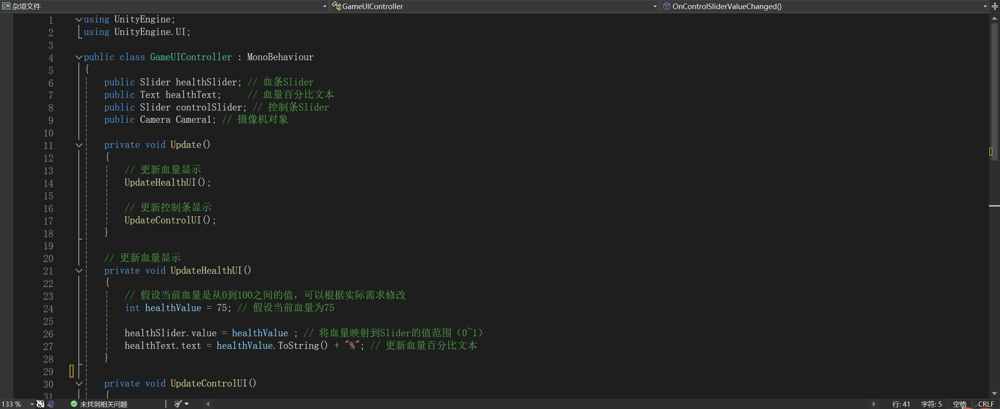 杂项文件 GameUIController OnControlSliderValueChanged()
1 using UnityEngine;
2 using UnityEngine.UI;
3
4 public class GameUIController : MonoBehaviour
5 {
6 public Slider healthSlider; // 血条Slider
7 public Text healthText; // 血量百分比文本
8 public Slider controlSlider; // 控制条Slider
9 public Camera Camera1; // 摄像机对象
10
11 private void Update()
12 {
13 // 更新血量显示
14 UpdateHealthUI();
15
16 // 更新控制条显示
17 UpdateControlUI();
18 }
19
20 // 更新血量显示
21 private void UpdateHealthUI()
22 {
23 // 假设当前血量是从0到100之间的值，可以根据实际需求修改
24 int healthValue = 75; // 假设当前血量为75
25
26 healthSlider.value = healthValue ; // 将血量映射到Slider的值范围（0~1）
27 healthText.text = healthValue.ToString() + "%"; // 更新血量百分比文本
28 }
29
30 private void UpdateControlUI()
31 {
133 % 未找到相关问题 行: 41 字符: 5 空格 CRLF